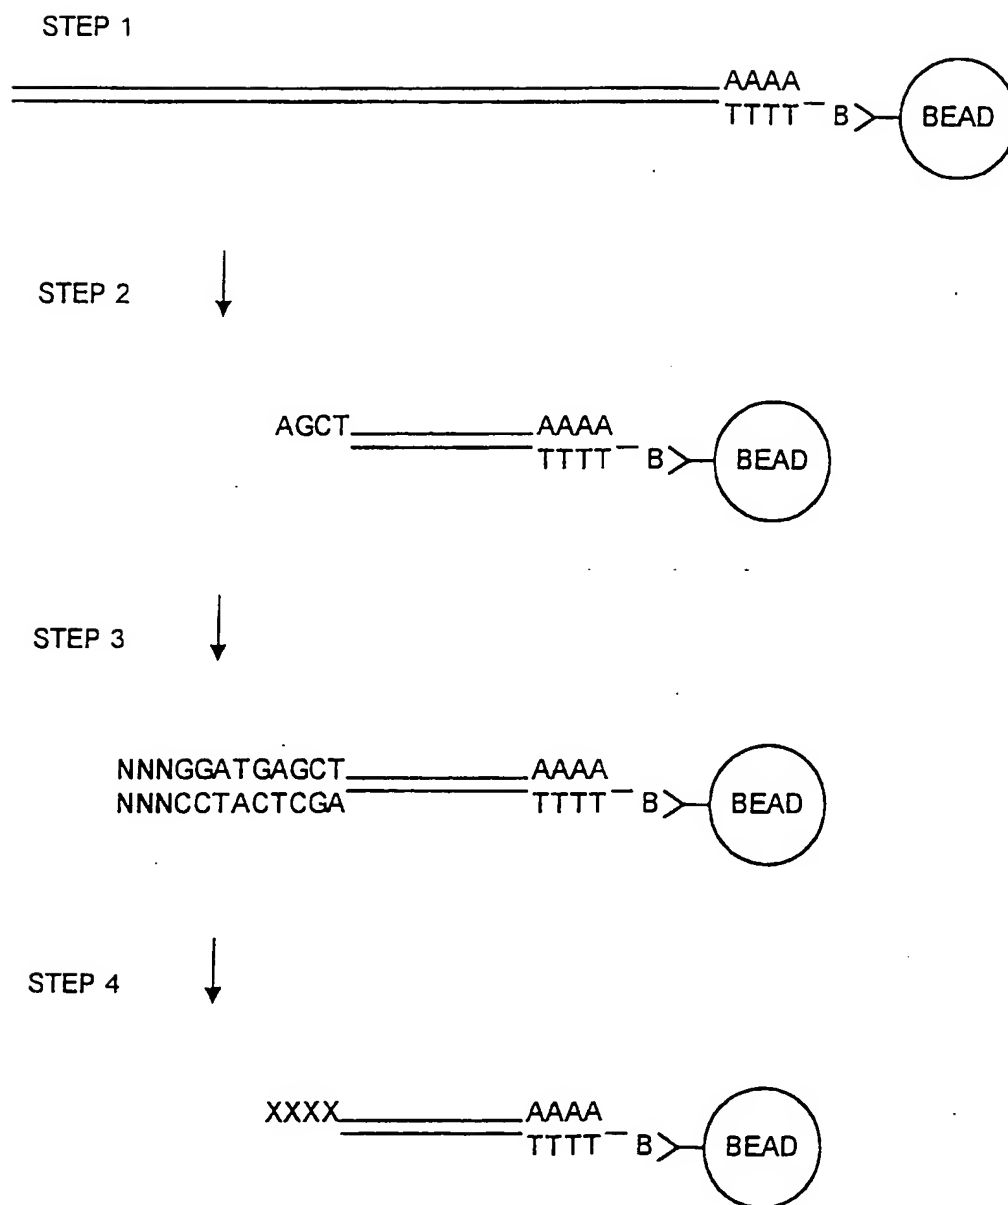 STEP 1
AAAA
TTTT B BEAD
STEP 2
AGCT AAAA
TTTT B BEAD
STEP 3
NNNGGATGAGCT AAAA
NNNCCTACTCGA TTTT B BEAD
STEP 4
XXXX AAAA
TTTT B BEAD